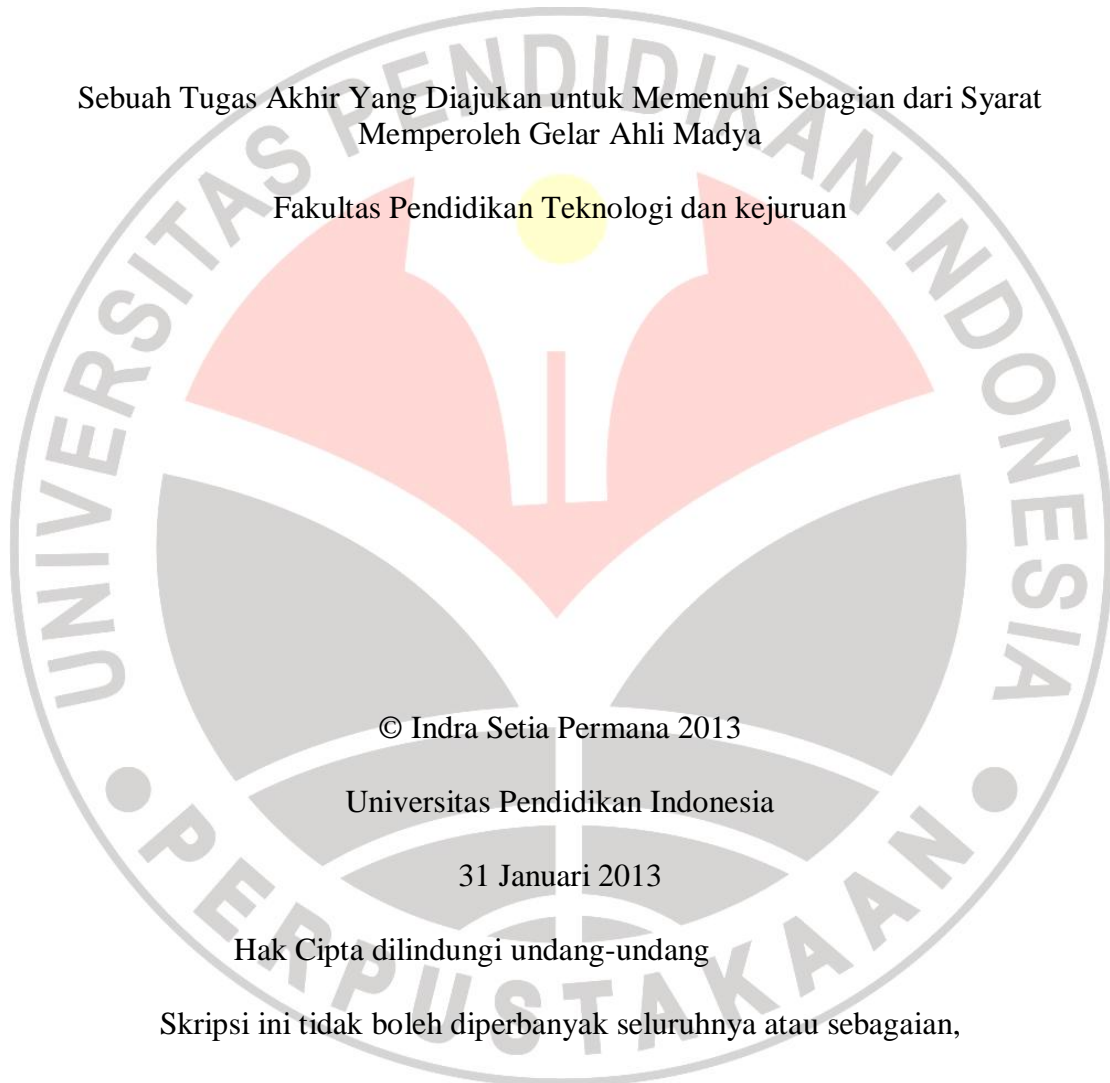 Sebuah Tugas Akhir Yang Diajukan untuk Memenuhi Sebagian dari Syarat
Memperoleh Gelar Ahli Madya
Fakultas Pendidikan Teknologi dan kejuruan
© Indra Setia Permana 2013
Universitas Pendidikan Indonesia
31 Januari 2013
Hak Cipta dilindungi undang-undang
Skripsi ini tidak boleh diperbanyak seluruhnya atau sebagaian,
UNIVERSITAS PENDIDIKAN INDONESIA
PERPUSTAKAAN